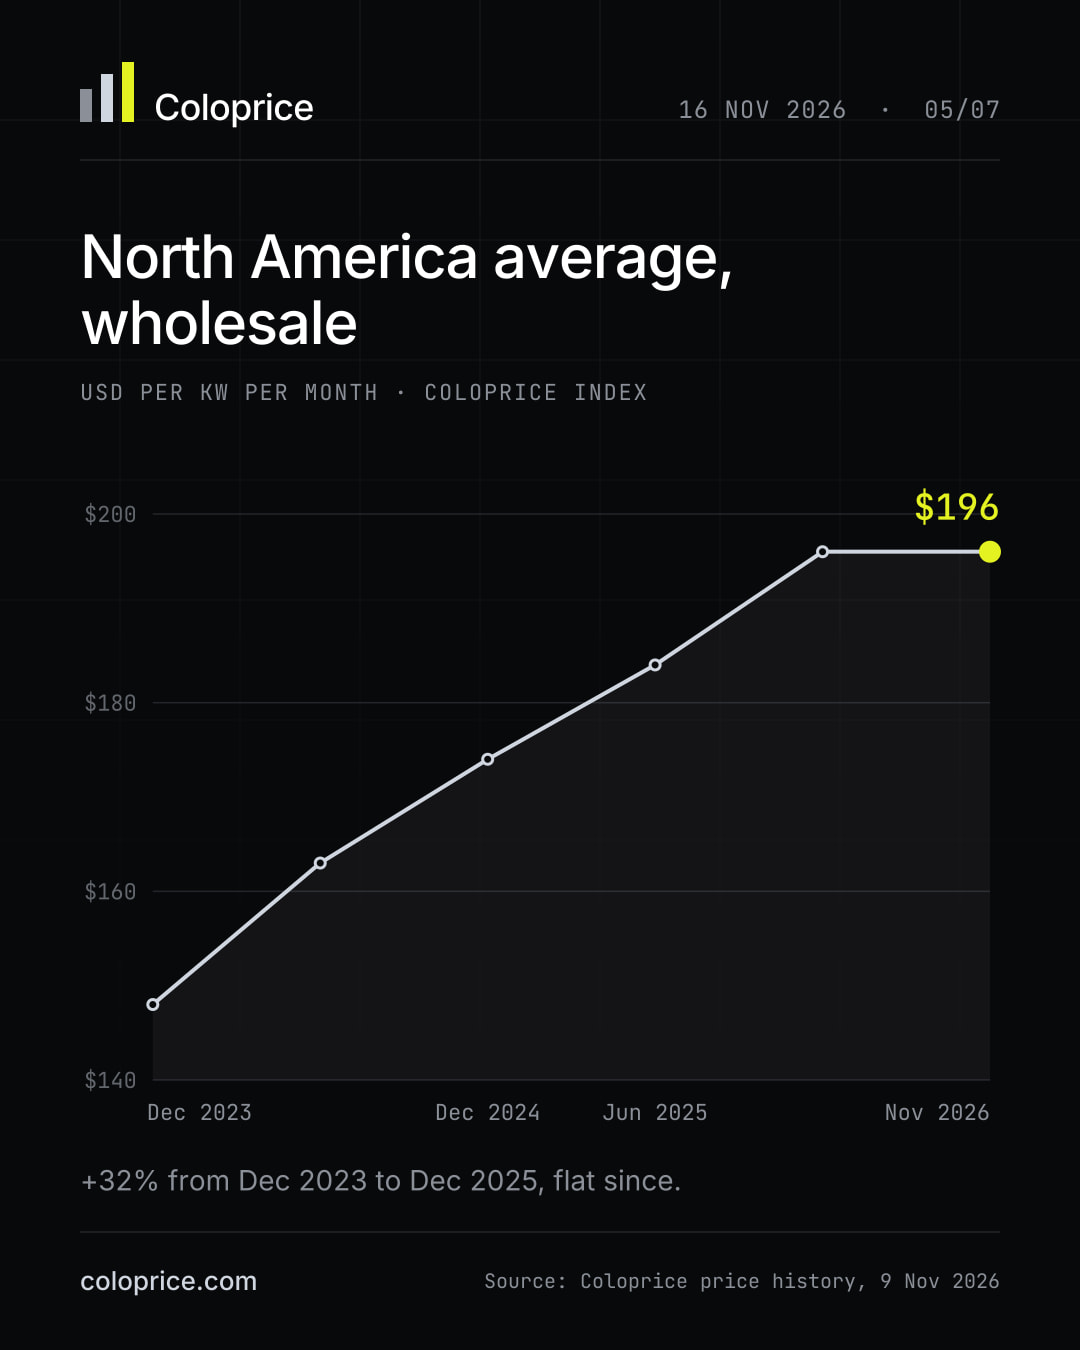 Coloprice
16 NOV 2026 · 05/07
North America average,
wholesale
USD PER KW PER MONTH · COLOPRICE INDEX
$196
$200
$180
$160
$140
Dec 2023 Dec 2024 Jun 2025 Nov 2026
+32% from Dec 2023 to Dec 2025, flat since.
coloprice.com
Source: Coloprice price history, 9 Nov 2026